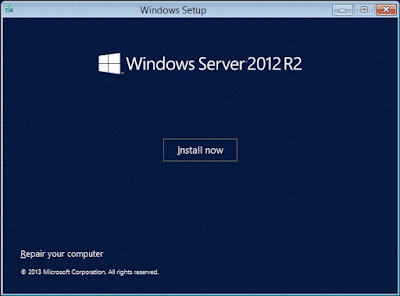 Windows Setup
Windows Server 2012 R2
Install now
Repair your computer
© 2013 Microsoft Corporation. All rights reserved.